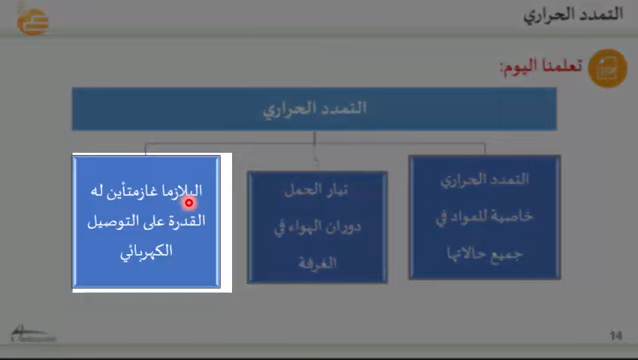 التمدد الحراري
تعلمنا اليوم:
التمدد الحراري
التمدد الحراري
خاصية للمواد في
جميع حالاتها
تيار الحمل
دوران الهواء في
الغرفة
البلازما غازمتأين له
القدرة على التوصيل
الكهربائي
14